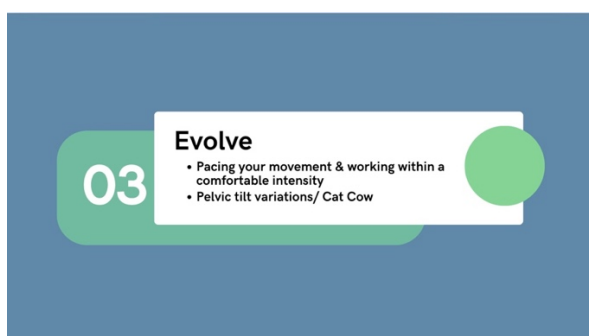 03
Evolve
• Pacing your movement & working within a
comfortable intensity
• Pelvic tilt variations/ Cat Cow